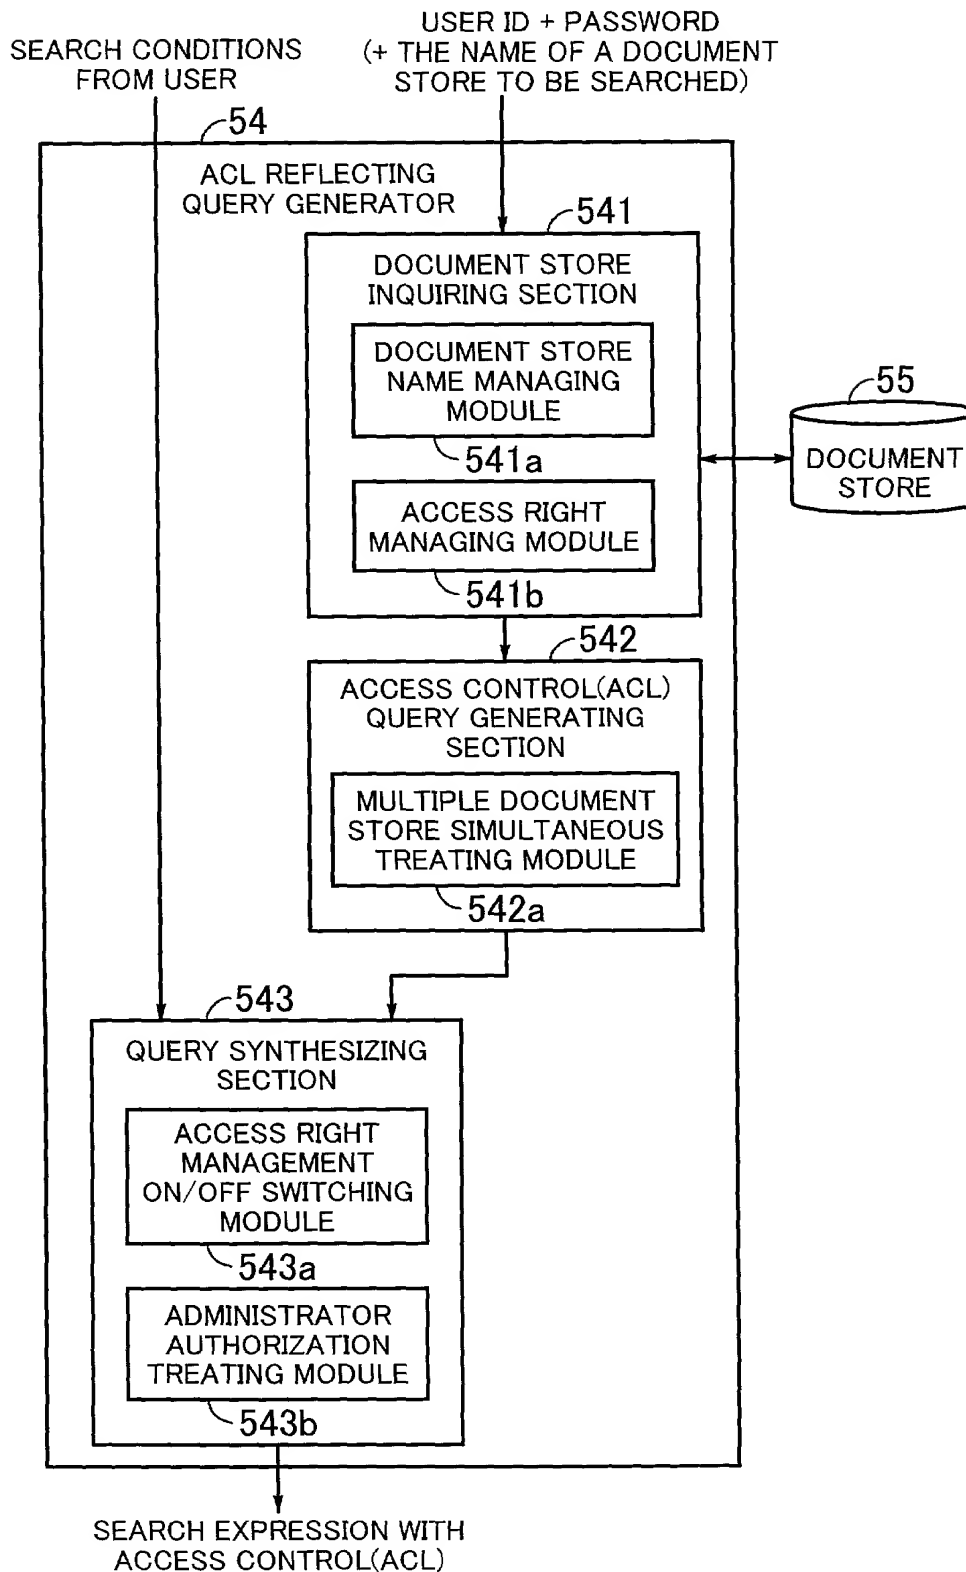 SEARCH CONDITIONS
FROM USER
USER ID + PASSWORD
(+ THE NAME OF A DOCUMENT
STORE TO BE SEARCHED)
54
ACL REFLECTING
QUERY GENERATOR
541
DOCUMENT STORE
INQUIRING SECTION
DOCUMENT STORE
NAME MANAGING
MODULE
541a
ACCESS RIGHT
MANAGING MODULE
541b
55
DOCUMENT
STORE
542
ACCESS CONTROL(ACL)
QUERY GENERATING
SECTION
MULTIPLE DOCUMENT
STORE SIMULTANEOUS
TREATING MODULE
542a
543
QUERY SYNTHESIZING
SECTION
ACCESS RIGHT
MANAGEMENT
ON/OFF SWITCHING
MODULE
543a
ADMINISTRATOR
AUTHORIZATION
TREATING MODULE
543b
SEARCH EXPRESSION WITH
ACCESS CONTROL(ACL)